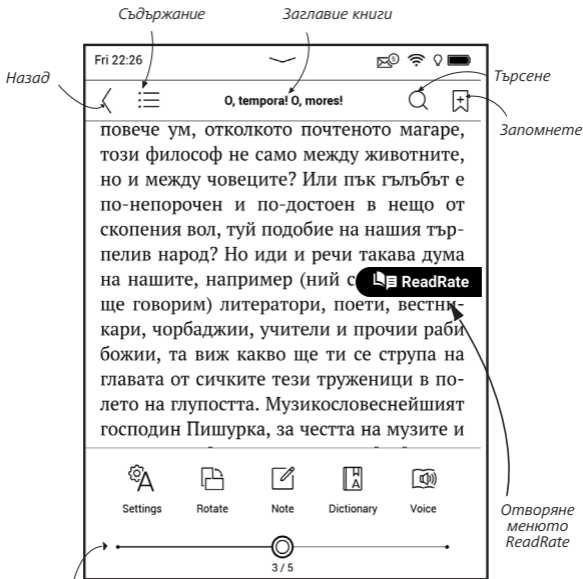 Съдържание
Заглавие книги
Назад
Fri 22:26
5
Търсене
O, tempora! O, mores!
Запомнете
повече ум, отколкото почтеното магаре,
този философ не само между животните,
но и между човеците? Или пък гълъбът е
по-непорочен и по-достоен в нещо от
скопения вол, туй подобие на нашия тър-
пелив народ? Но иди и речи такава дума
на нашите, например (ний с
ReadRate
ще говорим) литератори, поети, вестни-
кари, чорбаджии, учители и прочии раби
божии, та виж какво ще ти се струпа на
главата от сичките тези труженици в по-
лето на глупостта. Музикословеснейшият
господин Пишурка, за честта на музите и
Settings
Rotate
Note
Dictionary
Voice
Отворяне
менюто
ReadRate
3 / 5